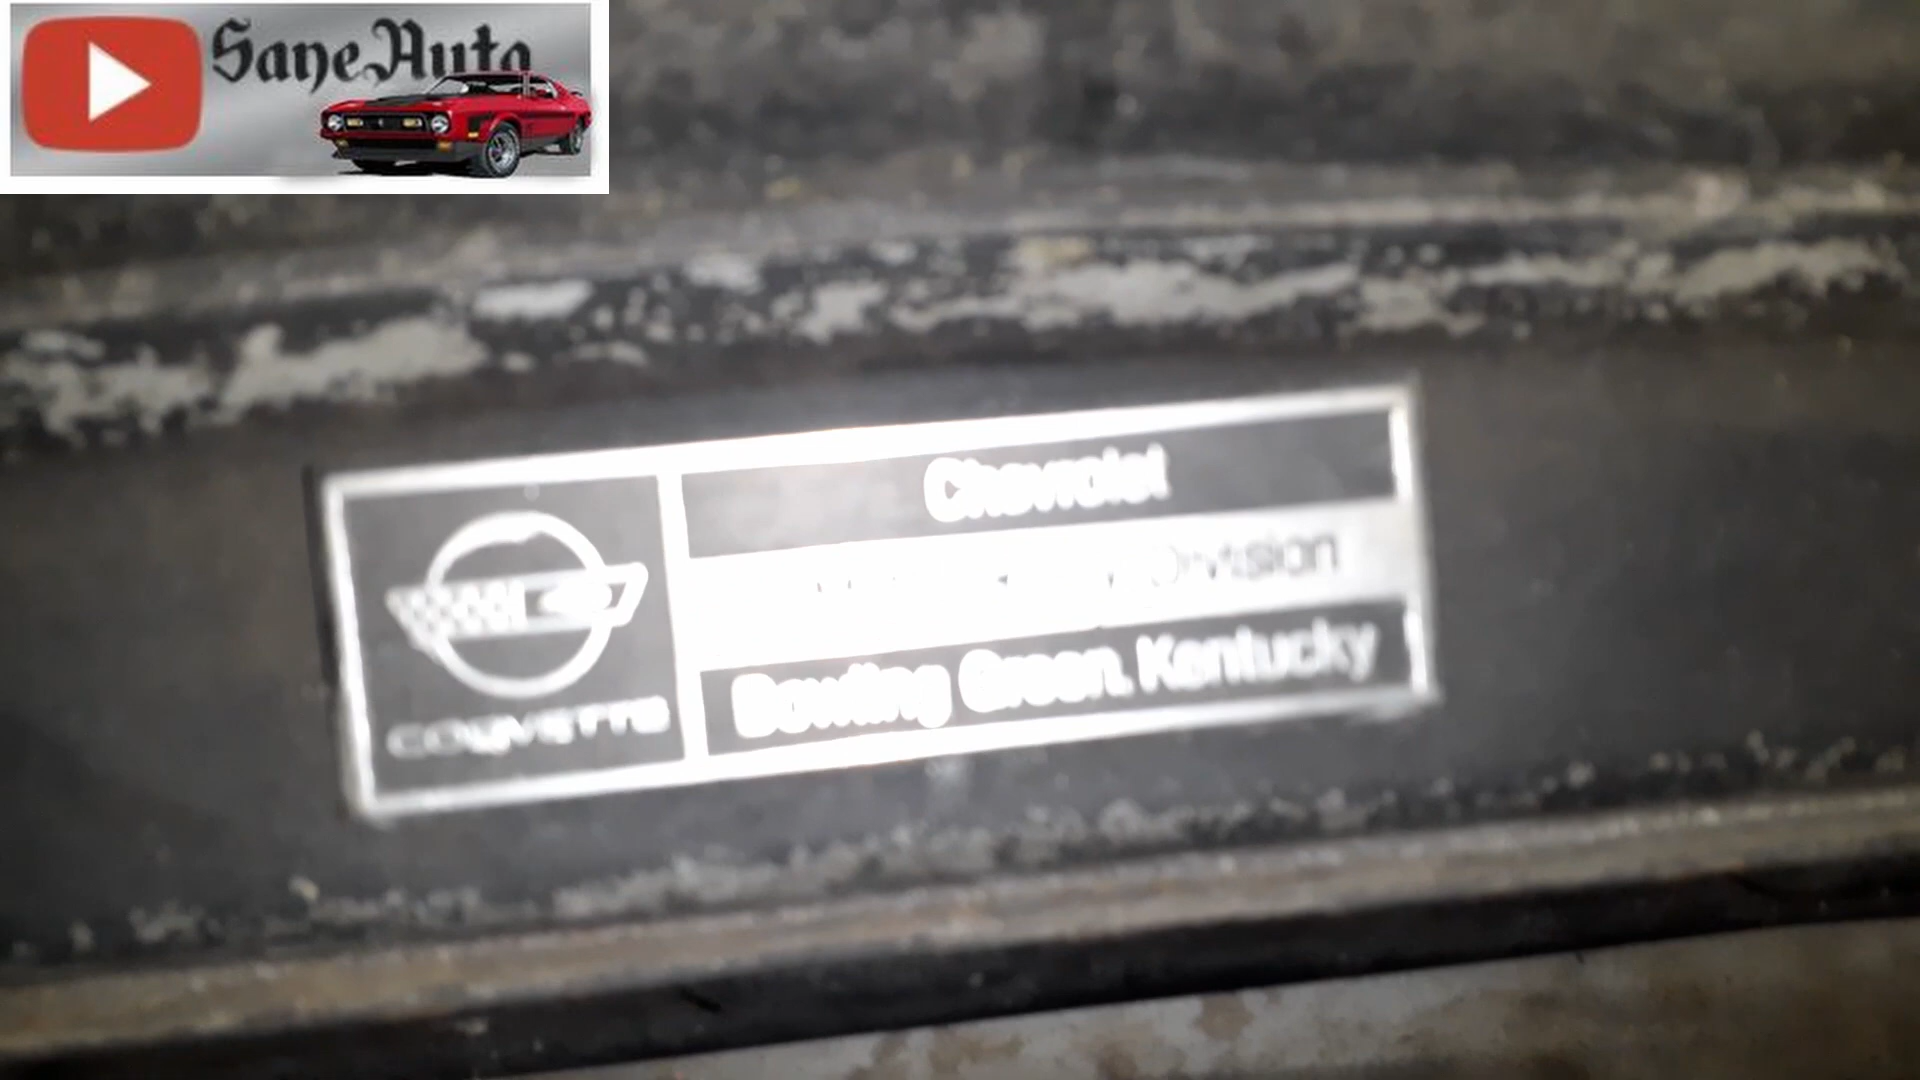 SaneAuto
Chevrolet
Division
Bowling Green, Kentucky
CORVETTE